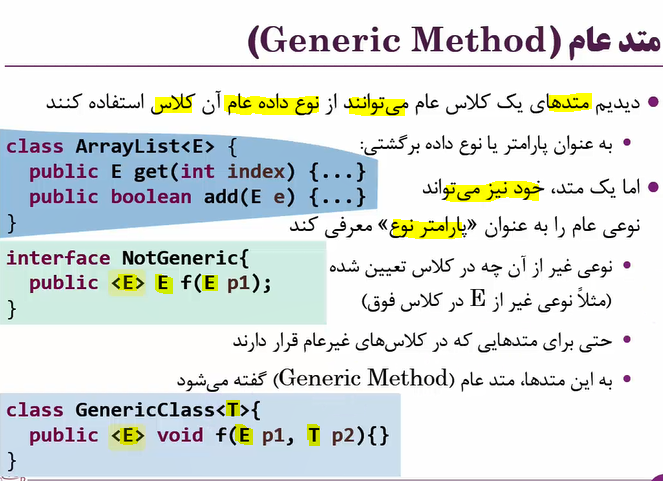 متد عام (Generic Method)
دیدیم متدهای یک کلاس عام می‌توانند از نوع داده عام آن کلاس استفاده کنند
به عنوان پارامتر یا نوع داده برگشتی:
class ArrayList<E> {
public E get(int index) {...}
public boolean add(E e) {...}
}
اما یک متد، خود نیز می‌تواند
نوعی عام را به عنوان «پارامتر نوع» معرفی کند
interface NotGeneric{
public <E> E f(E p1);
}
نوعی غیر از آن چه در کلاس تعیین شده
(مثلاً نوعی غیر از E در کلاس فوق)
حتی برای متدهایی که در کلاس‌های غیرعام قرار دارند
به این متدها، متد عام (Generic Method) گفته می‌شود
class GenericClass<T>{
public <E> void f(E p1, T p2){}
}